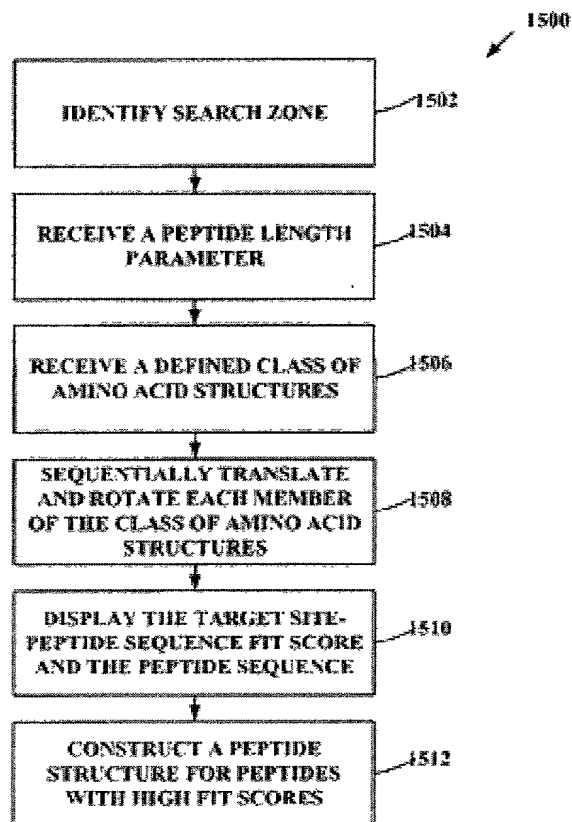 1500
IDENTIFY SEARCH ZONE
1502
RECEIVE A PEPTIDE LENGTH
PARAMETER
1504
RECEIVE A DEFINED CLASS OF
AMINO ACID STRUCTURES
1506
SEQUENTIALLY TRANSLATE
AND ROTATE EACH MEMBER
OF THE CLASS OF AMINO ACID
STRUCTURES
1508
DISPLAY THE TARGET SITE-
PEPTIDE SEQUENCE FIT SCORE
AND THE PEPTIDE SEQUENCE
1510
CONSTRUCT A PEPTIDE
STRUCTURE FOR PEPTIDES
WITH HIGH FIT SCORES
1512